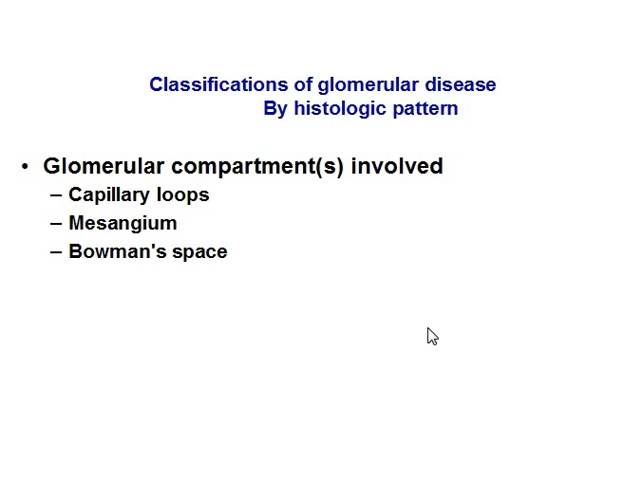 Classifications of glomerular disease
By histologic pattern
• Glomerular compartment(s) involved
– Capillary loops
– Mesangium
– Bowman's space